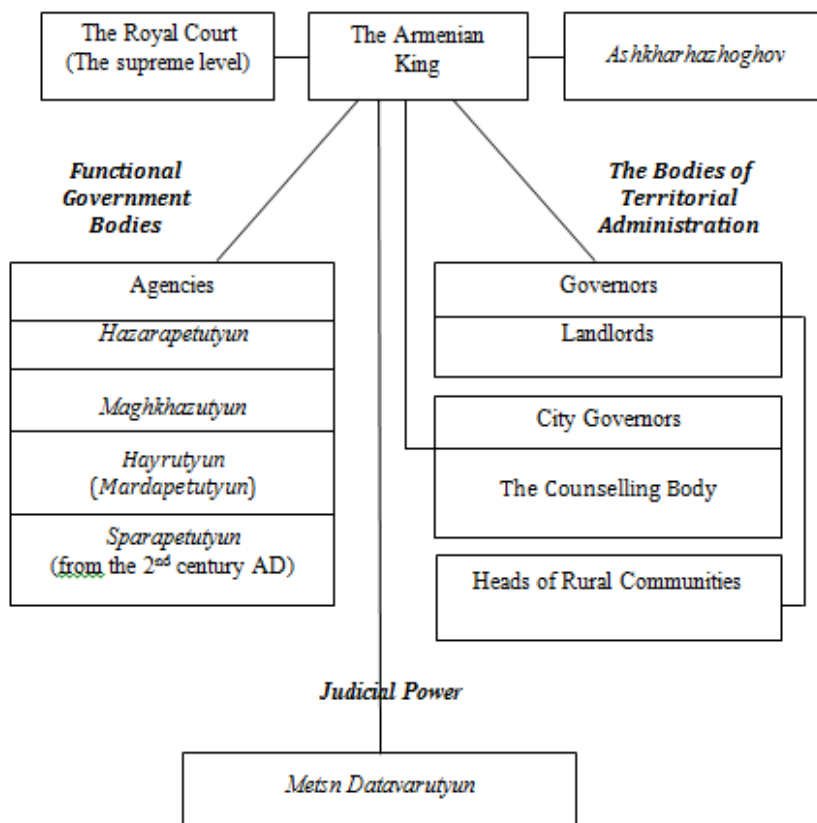 The Royal Court
(The supreme level)
The Armenian
King
Ashkharhazhoghov
Functional
Government
Bodies
The Bodies of
Territorial
Administration
Agencies
Hazarapetutyun
Maghkhazutyun
Hayrutyun
(Mardapetutyun)
Sparapetutyun
(from the 2nd century AD)
Governors
Landlords
City Governors
The Counselling Body
Heads of Rural Communities
Judicial Power
Metsn Datavarutyun